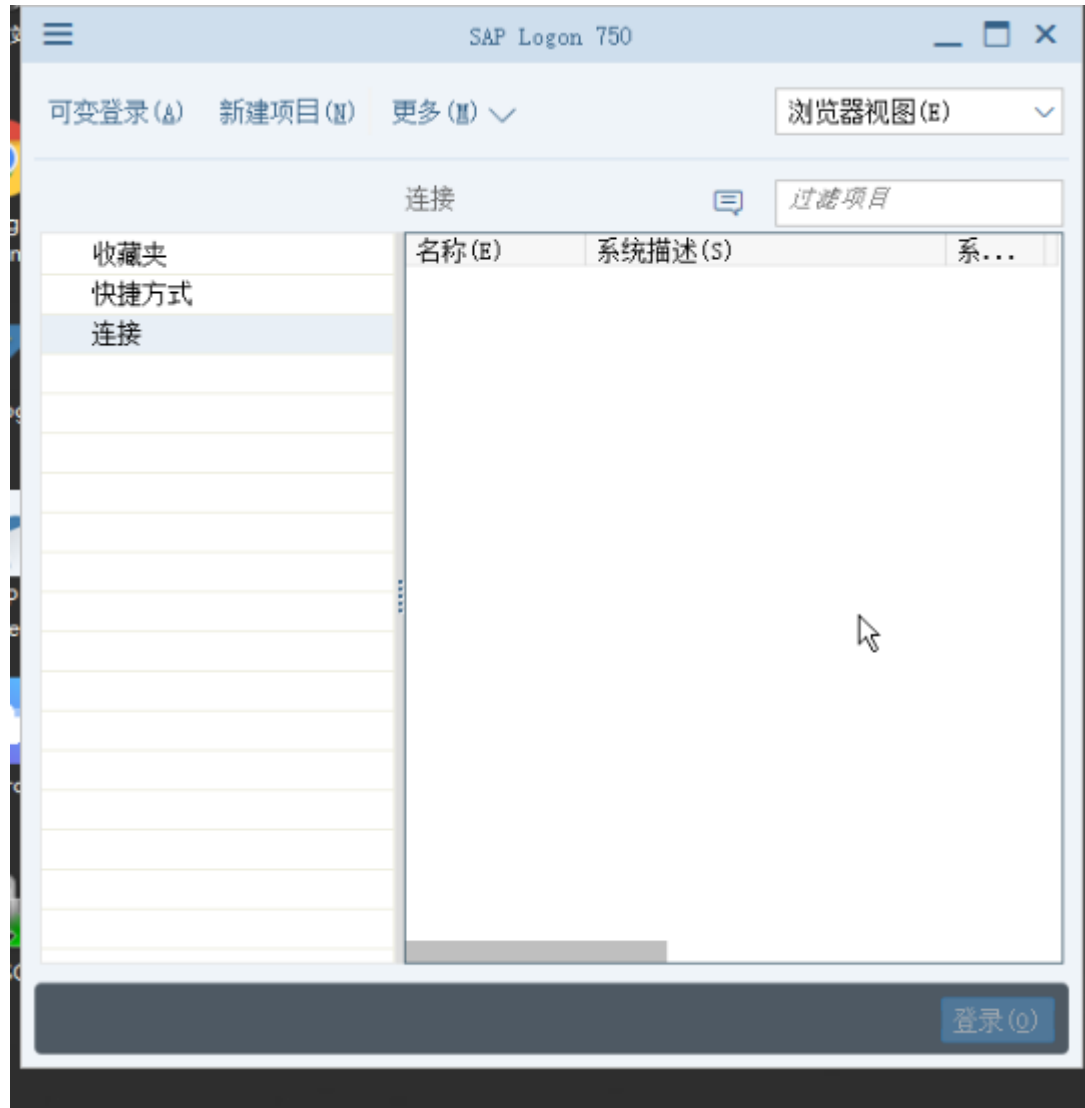 SAP Logon 750
可变登录(A) 新建项目(N) 更多(M) 浏览器视图(E)
连接 过滤项目
名称(E) 系统描述(S) 系...
收藏夹
快捷方式
连接
登录(O)